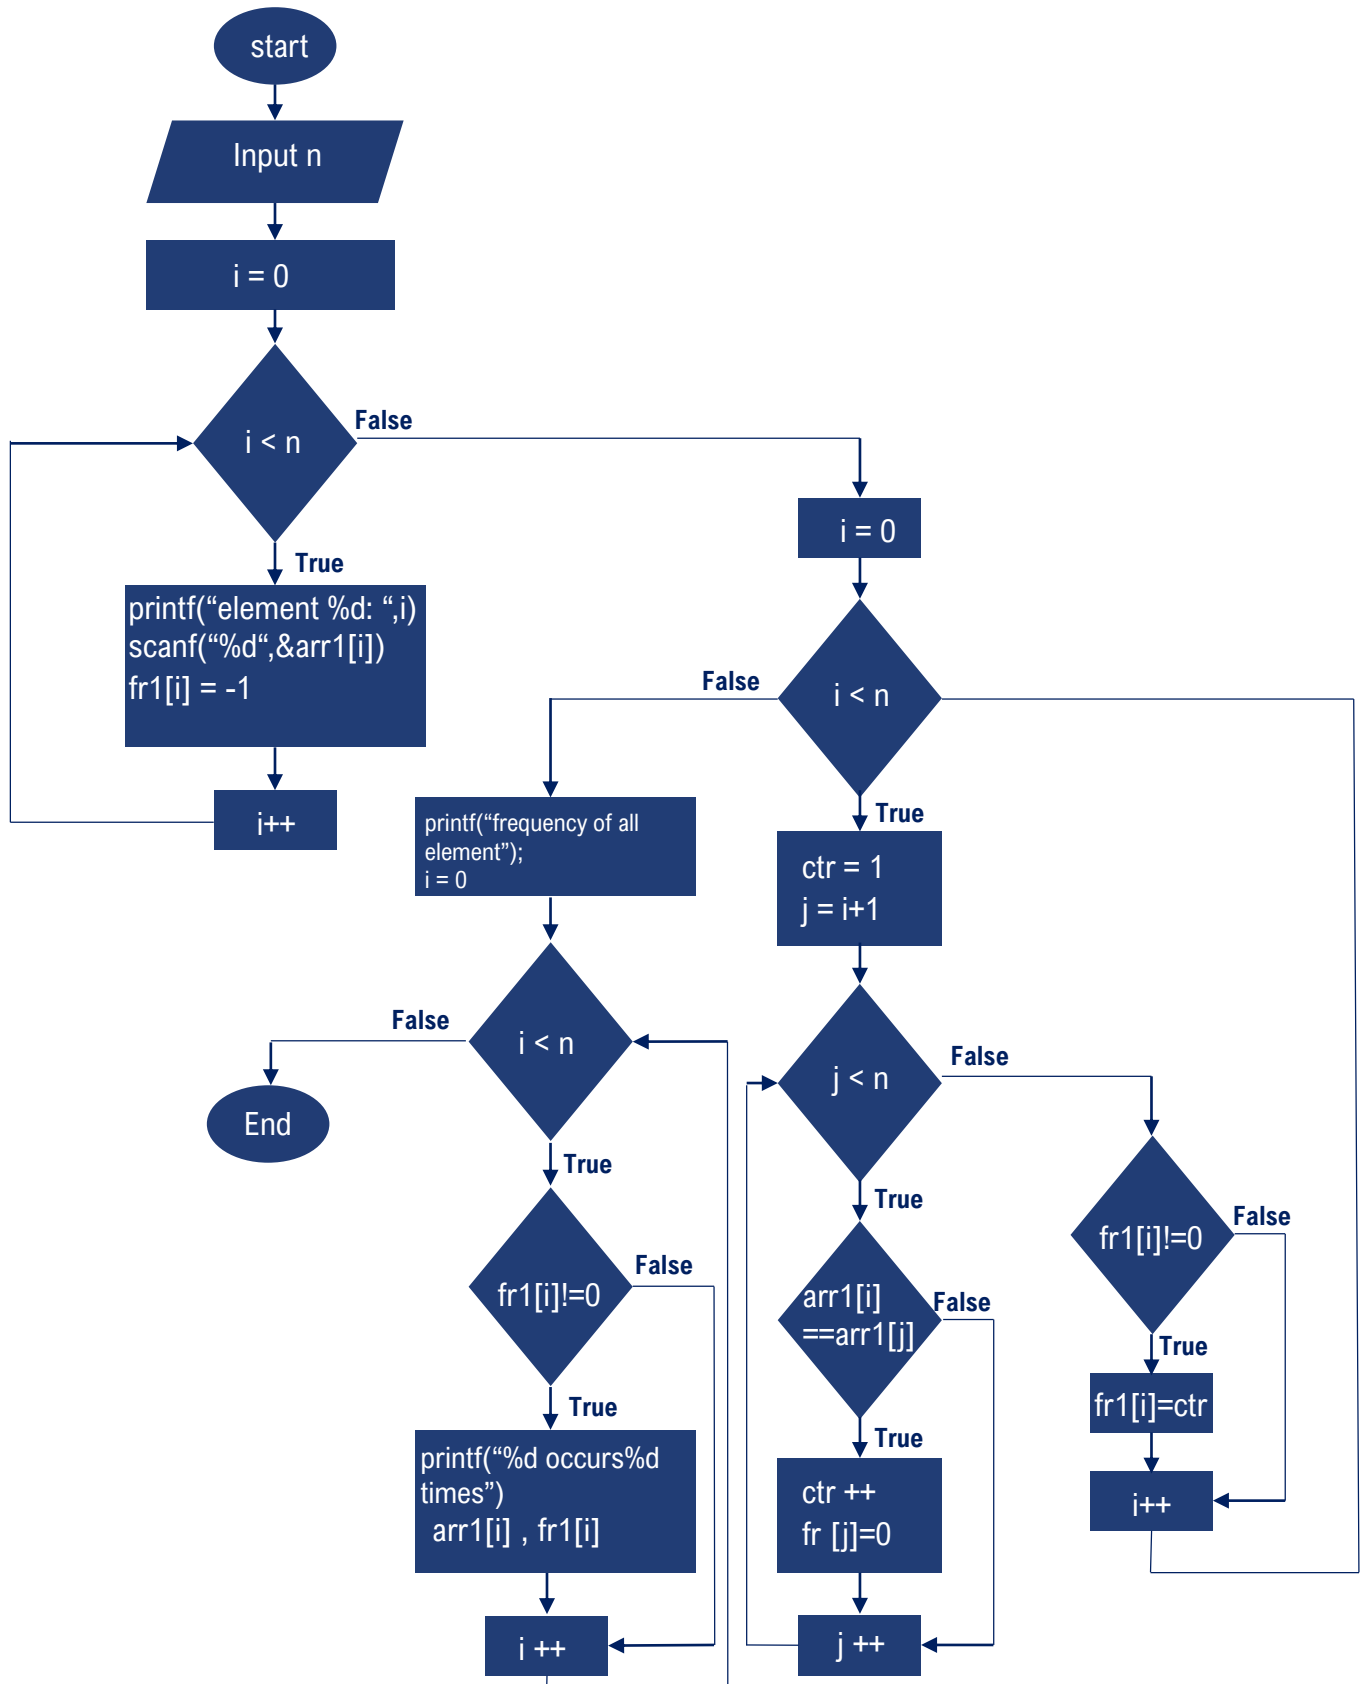 start
Input n
i = 0
i < n
False
True
printf(“element %d: “,i)
scanf(“%d“,&arr1[i])
fr1[i] = -1
i++
i = 0
i < n
False
True
printf(“frequency of all
element”);
i = 0
ctr = 1
j = i+1
i < n
False
True
End
j < n
False
True
fr1[i]!=0
False
True
arr1[i]
==arr1[j]
False
True
fr1[i]!=0
False
True
fr1[i]=ctr
i++
printf(“%d occurs%d
times”)
arr1[i] , fr1[i]
i ++
ctr ++
fr [j]=0
j ++